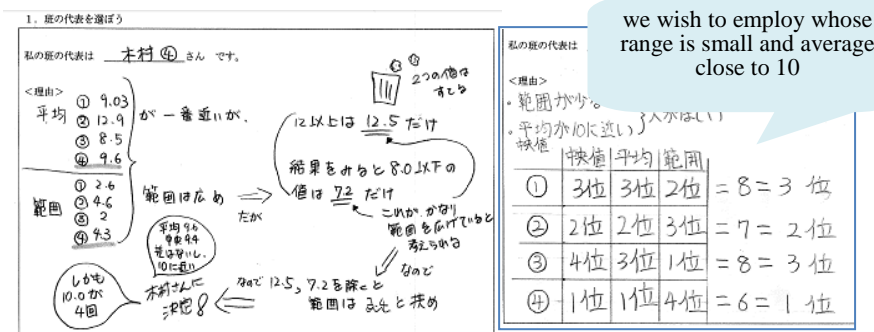 1. 班の代表を選ぼう
私の班の代表は 木村④ さん です。
<理由>
平均
① 9.03
② 12.9
③ 8.5
④ 9.6
が 一番近いが、
範囲
① 2.6
② 4.6
③ 2
④ 4.3
範囲は広め
だが
2つの値は
すてる
12以上は 12.5 だけ
結果をみると 8.0以下の
値は 7.2 だけ
これが、かなり
範囲を広げていると
考えられる
なので
なので 12.5, 7.2を除くと
範囲は と狭め
木村さんに
決定!
平均9.6
中央9.4
差はないし、
10に近い
しかも
10.0が
4回
we wish to employ whose
range is small and average
close to 10
私の班の代表は
<理由>
・範囲が少な
・平均が10に近い 人がほしい
映値
映値 平均 範囲
① 3位 3位 2位 = 8 = 3位
② 2位 2位 3位 = 7 = 2位
③ 4位 3位 1位 = 8 = 3位
④ 1位 1位 4位 = 6 = 1位